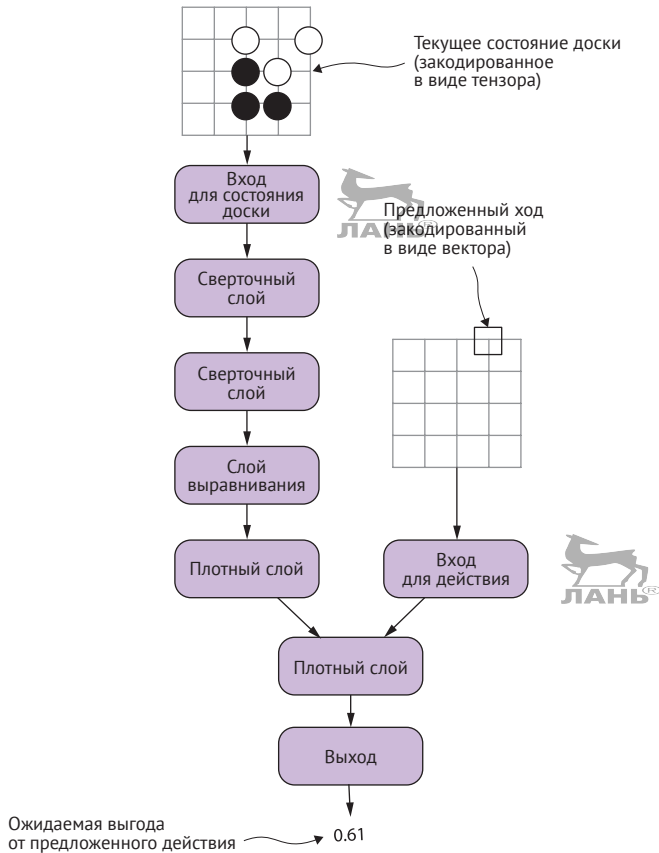 Текущее состояние доски
(закодированное
в виде тензора)
Вход
для состояния
доски
ЛАНЬ®
Предложенный ход
(закодированный
в виде вектора)
Сверточный
слой
Сверточный
слой
Слой
выравнивания
Плотный слой
Вход
для действия
ЛАНЬ®
Плотный слой
Выход
Ожидаемая выгода
от предложенного действия
0.61